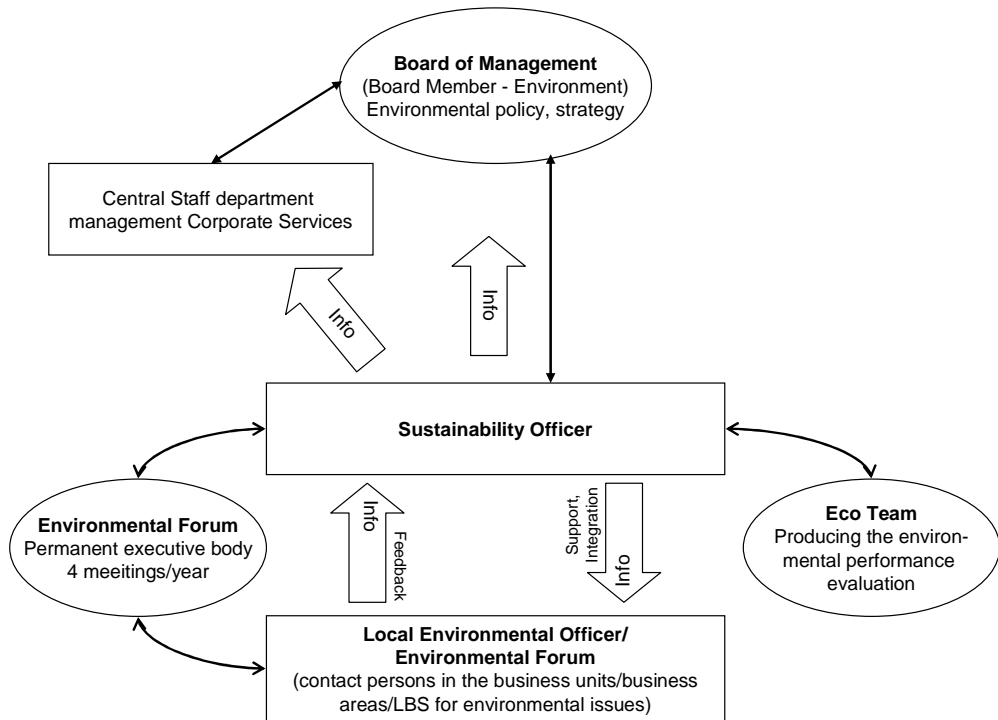 Board of Management
(Board Member - Environment)
Environmental policy, strategy
Central Staff department
management Corporate Services
Info
Info
Sustainability Officer
Environmental Forum
Permanent executive body
4 meeitings/year
Info
Feedback
Support,
Integration
Info
Eco Team
Producing the environ-
mental performance
evaluation
Local Environmental Officer/
Environmental Forum
(contact persons in the business units/business
areas/LBS for environmental issues)